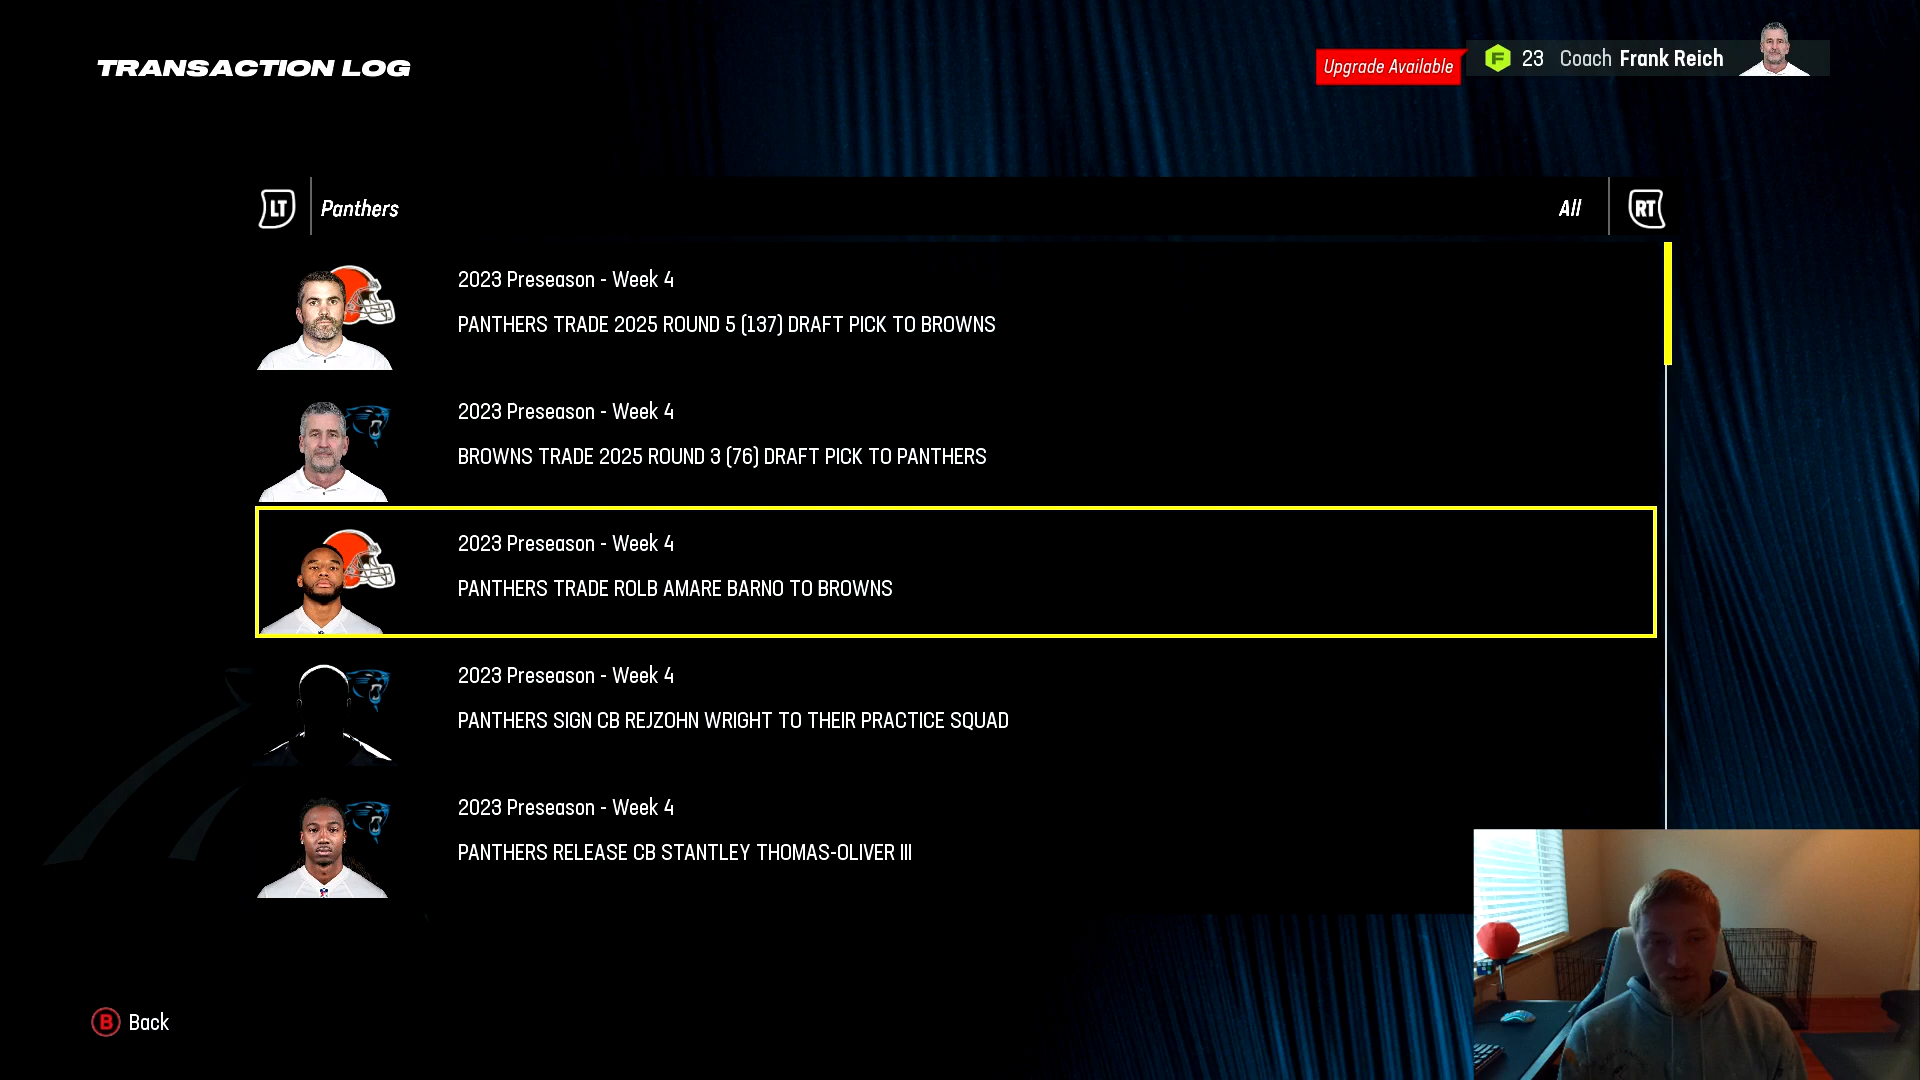 TRANSACTION LOG
Upgrade Available
F 23 Coach Frank Reich
LT Panthers
All RT
2023 Preseason - Week 4
PANTHERS TRADE 2025 ROUND 5 (137) DRAFT PICK TO BROWNS
2023 Preseason - Week 4
BROWNS TRADE 2025 ROUND 3 (76) DRAFT PICK TO PANTHERS
2023 Preseason - Week 4
PANTHERS TRADE ROLB AMARE BARNO TO BROWNS
2023 Preseason - Week 4
PANTHERS SIGN CB REJZOHN WRIGHT TO THEIR PRACTICE SQUAD
2023 Preseason - Week 4
PANTHERS RELEASE CB STANTLEY THOMAS-OLIVER III
B Back